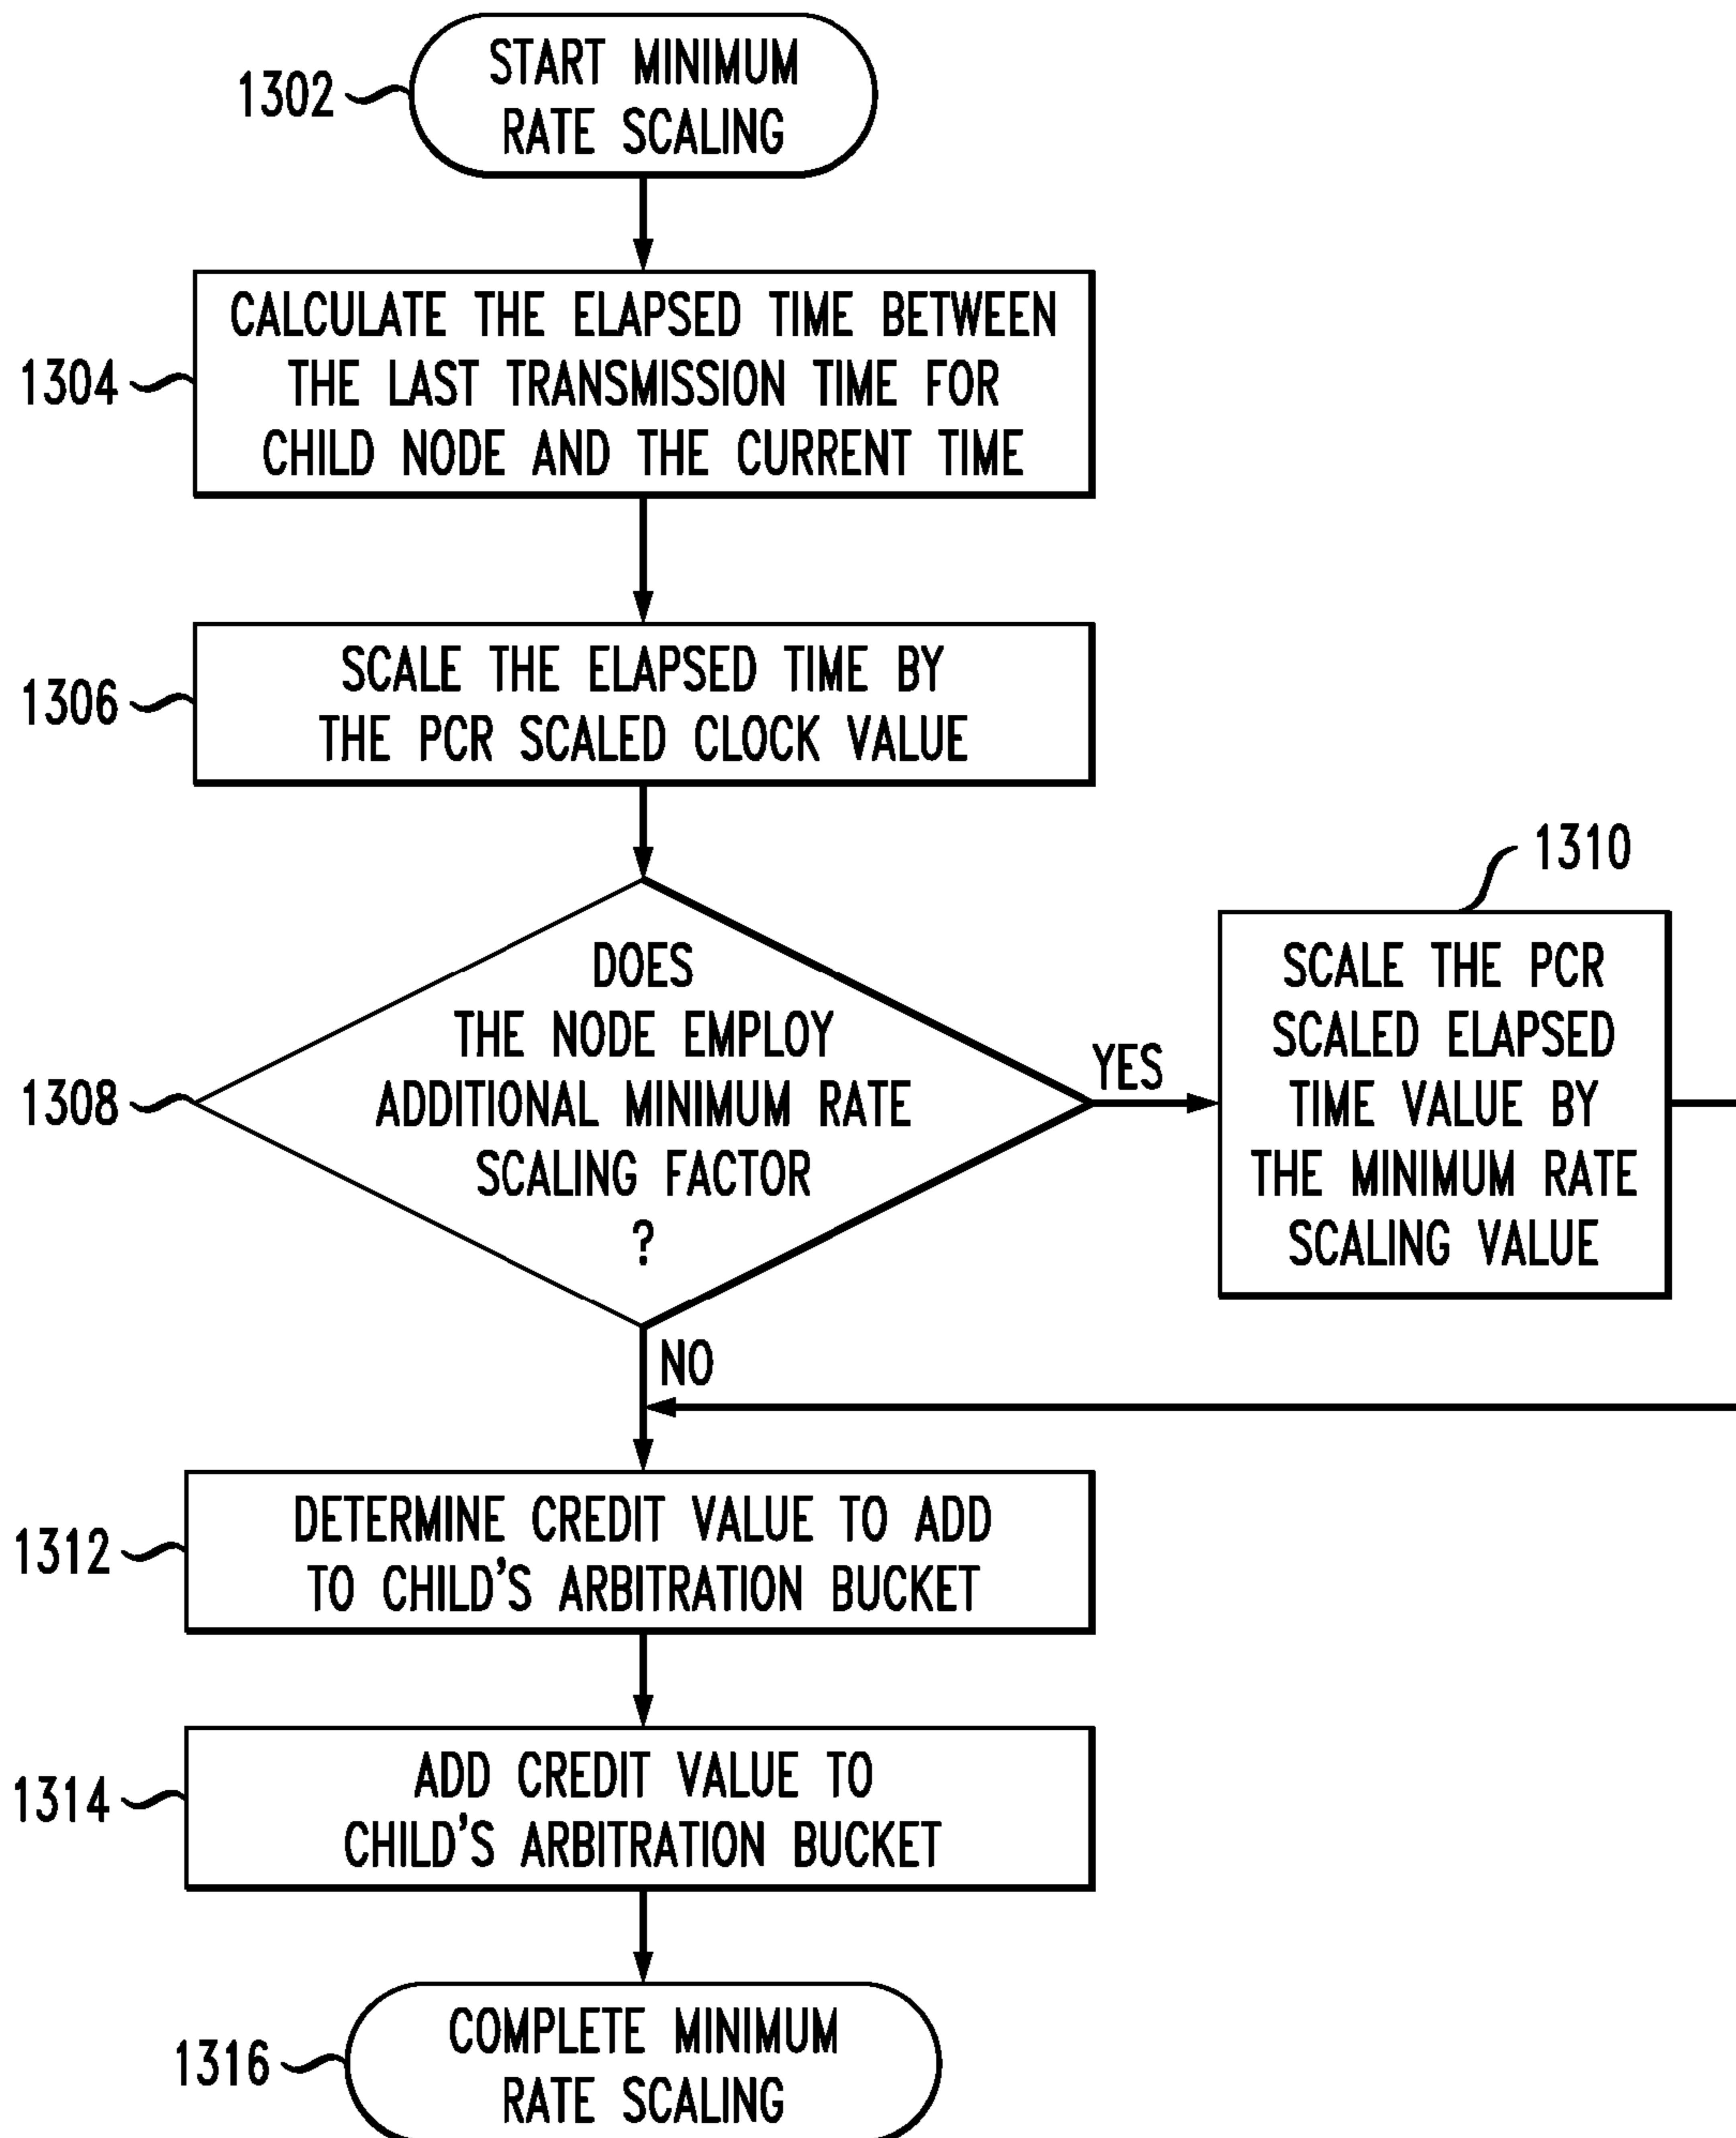 START MINIMUM
RATE SCALING
1302
CALCULATE THE ELAPSED TIME BETWEEN
THE LAST TRANSMISSION TIME FOR
CHILD NODE AND THE CURRENT TIME
1304
SCALE THE ELAPSED TIME BY
THE PCR SCALED CLOCK VALUE
1306
DOES
THE NODE EMPLOY
ADDITIONAL MINIMUM RATE
SCALING FACTOR
?
1308
YES
1310
SCALE THE PCR
SCALED ELAPSED
TIME VALUE BY
THE MINIMUM RATE
SCALING VALUE
NO
DETERMINE CREDIT VALUE TO ADD
TO CHILD'S ARBITRATION BUCKET
1312
ADD CREDIT VALUE TO
CHILD'S ARBITRATION BUCKET
1314
COMPLETE MINIMUM
RATE SCALING
1316